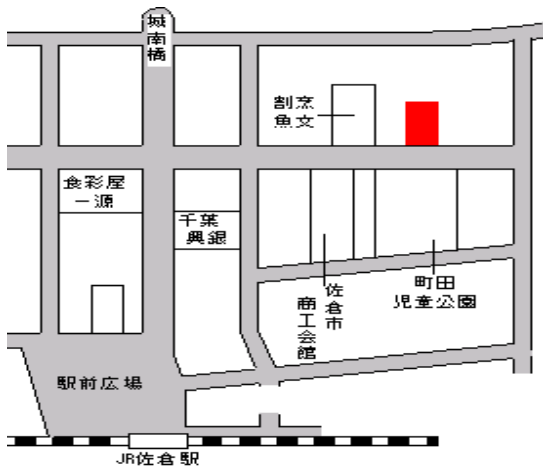 城南橋
割烹
魚文
食彩屋
一源
千葉
興銀
佐倉市
商工会館
町田
児童公園
駅前広場
JR佐倉駅